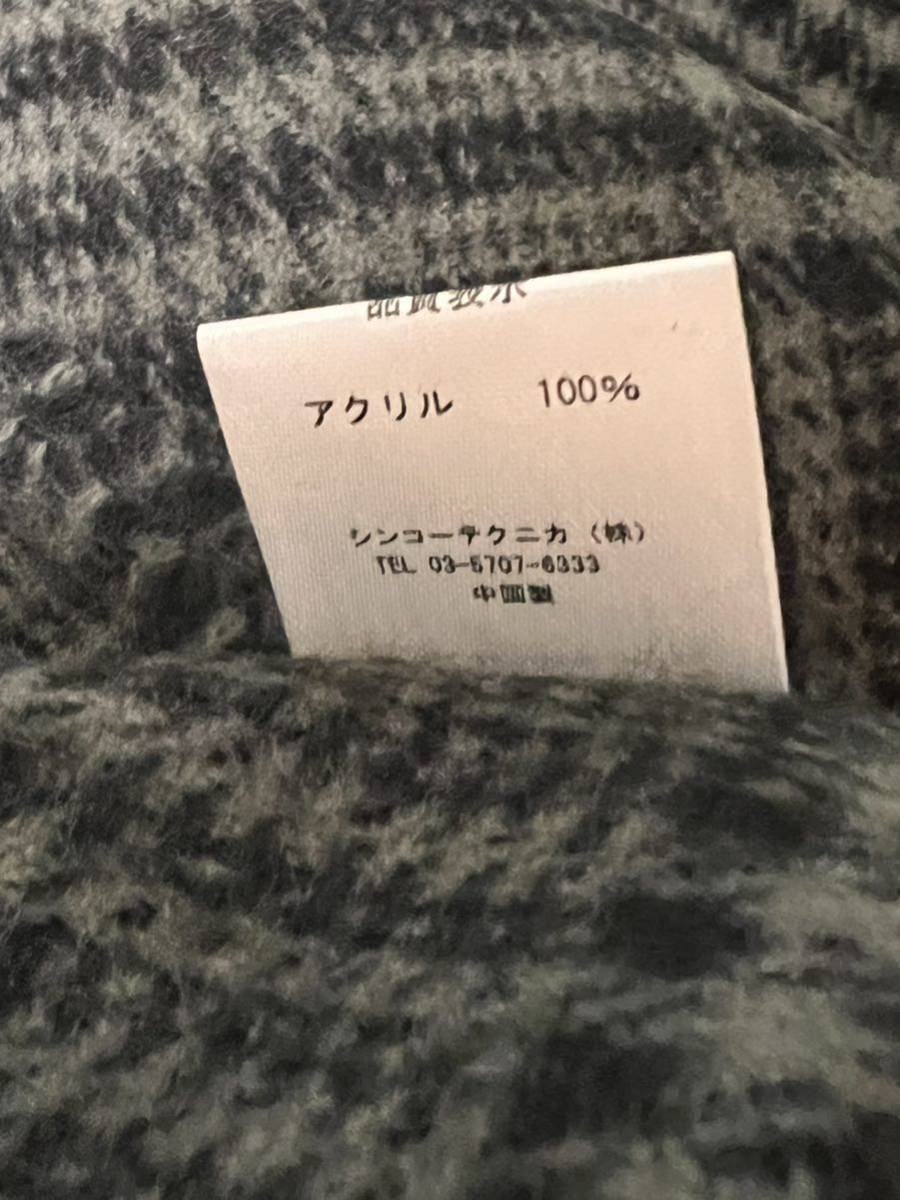 品質表示
アクリル 100%
シンコーテクニカ (株)
TEL 03-5707-6333
中国製